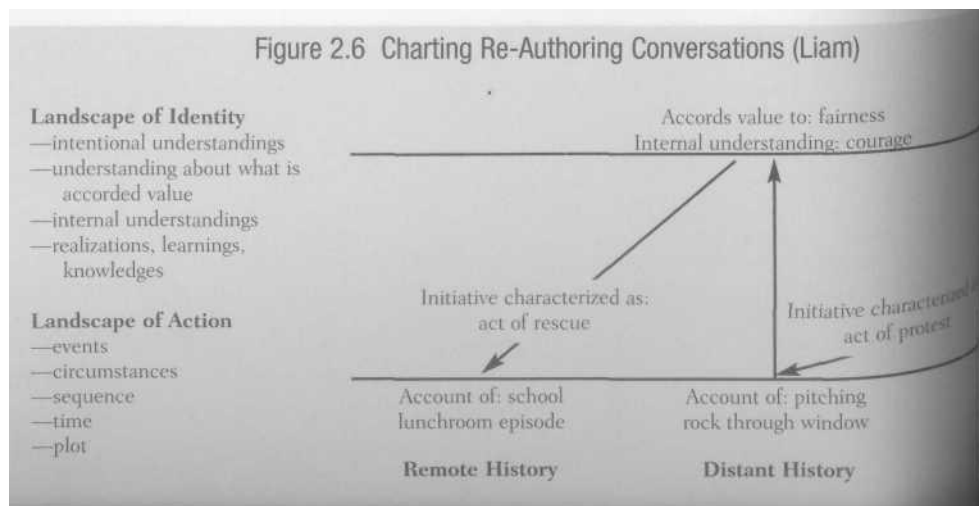 Figure 2.6 Charting Re-Authoring Conversations (Liam)
Landscape of Identity
—intentional understandings
—understanding about what is
accorded value
—internal understandings
—realizations, learnings,
knowledges
Landscape of Action
—events
—circumstances
—sequence
—time
—plot
Accords value to: fairness
Internal understanding: courage
Initiative characterized as:
act of rescue
Initiative characterized
act of protest
Account of: school
lunchroom episode
Account of: pitching
rock through window
Remote History
Distant History